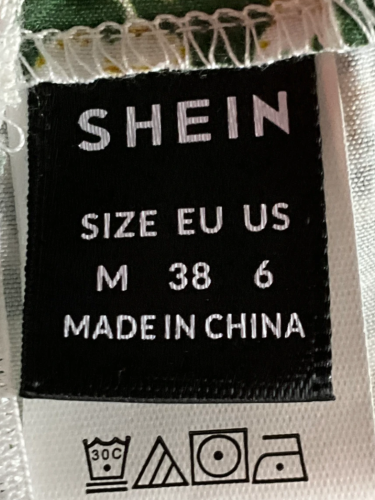 SHEIN
SIZE EU US
M 38 6
MADE IN CHINA
30C